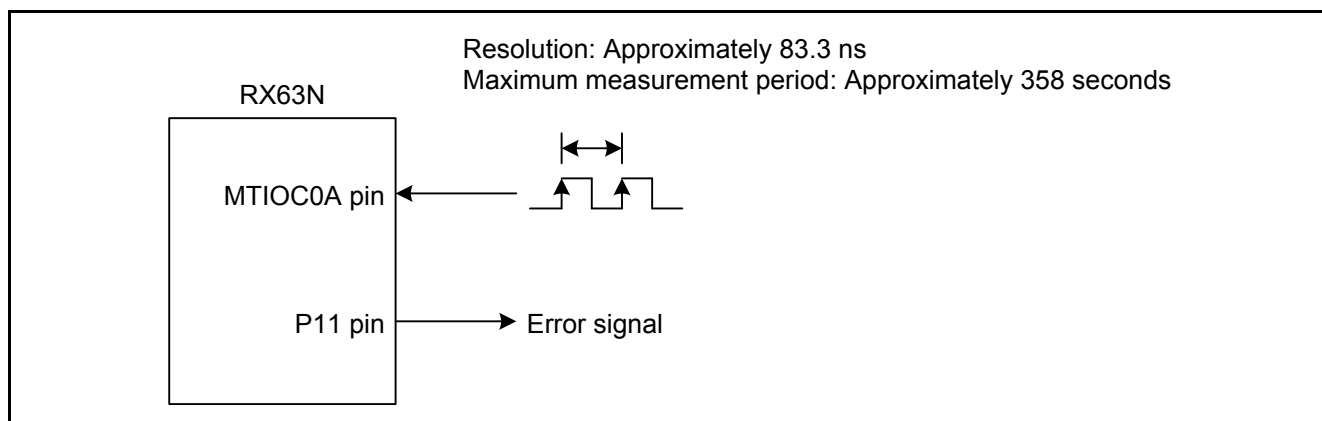 Resolution: Approximately 83.3 ns
Maximum measurement period: Approximately 358 seconds
RX63N
MTIOC0A pin
P11 pin
Error signal